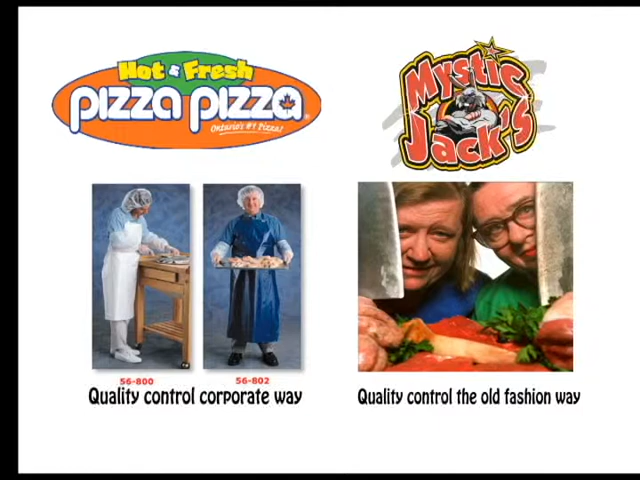 Hot & Fresh
pizza pizza
Ontario's #1 Pizza!
Mystic
Jack's
56-800
56-802
Quality control corporate way
Quality control the old fashion way